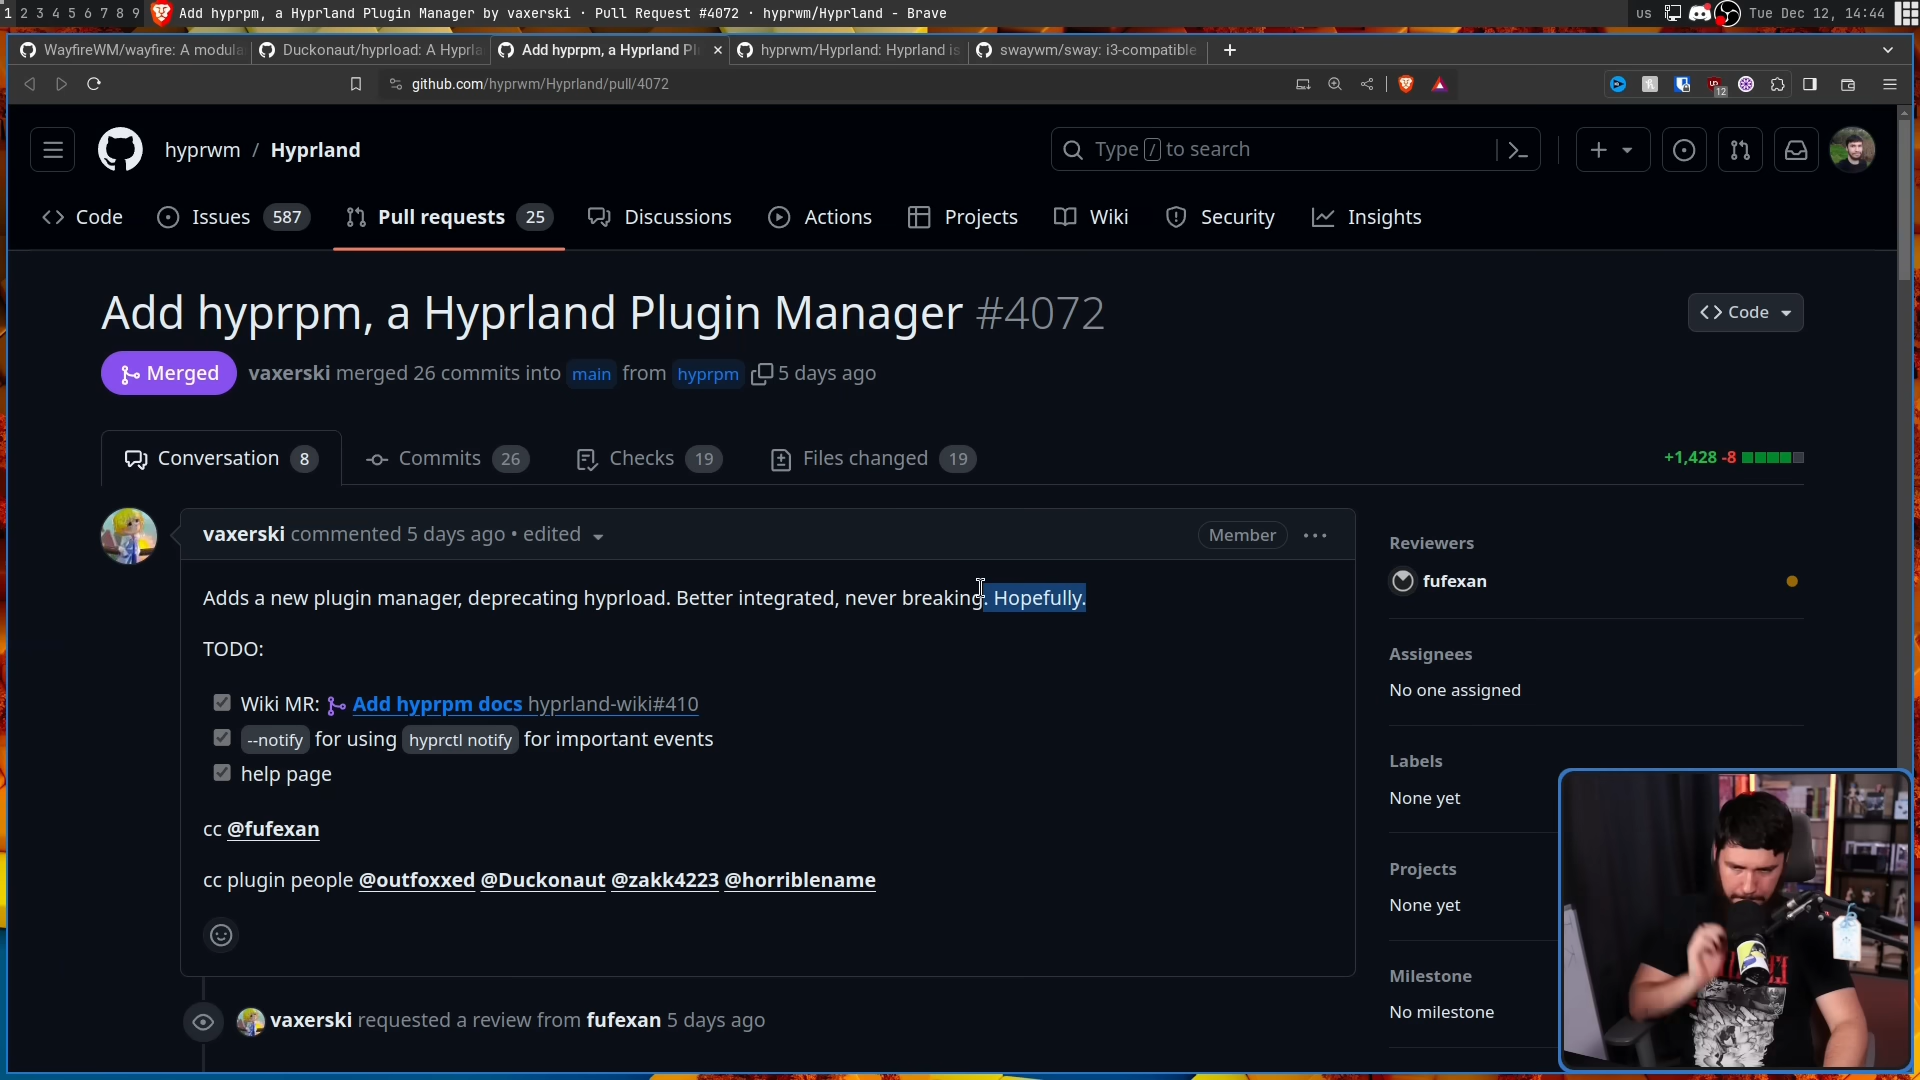 1 2 3 4 5 6 7 8 9 Add hyprpm, a Hyprland Plugin Manager by vaxerski · Pull Request #4072 · hyprwm/Hyprland - Brave us Tue Dec 12, 14:44
WayfireWM/wayfire: A modula Duckonaut/hyprload: A Hyprla Add hyprpm, a Hyprland Pl hyprwm/Hyprland: Hyprland is swaywm/sway: i3-compatible
github.com/hyprwm/Hyprland/pull/4072 12
hyprwm / Hyprland Type / to search
Code Issues 587 Pull requests 25 Discussions Actions Projects Wiki Security Insights
Add hyprpm, a Hyprland Plugin Manager #4072 Code
Merged vaxerski merged 26 commits into main from hyprpm 5 days ago
Conversation 8 Commits 26 Checks 19 Files changed 19 +1,428 -8
vaxerski commented 5 days ago • edited Member
Adds a new plugin manager, deprecating hyprload. Better integrated, never breaking. Hopefully.
TODO:
Wiki MR: Add hyprpm docs hyprland-wiki#410
--notify for using hyprctl notify for important events
help page
cc @fufexan
cc plugin people @outfoxxed @Duckonaut @zakk4223 @horriblename
vaxerski requested a review from fufexan 5 days ago
Reviewers
fufexan
Assignees
No one assigned
Labels
None yet
Projects
None yet
Milestone
No milestone